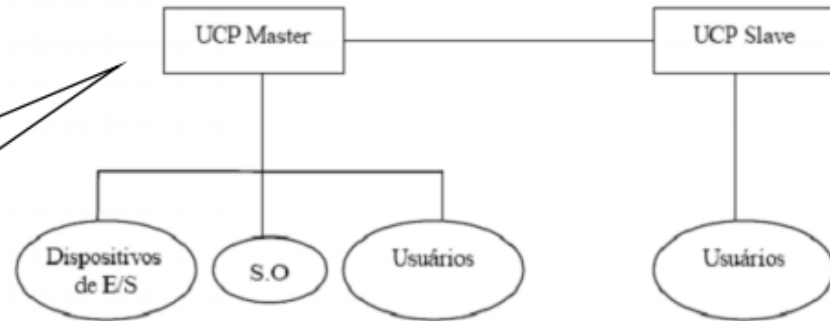 UCP Master
UCP Slave
Dispositivos
de E/S
S.O
Usuários
Usuários